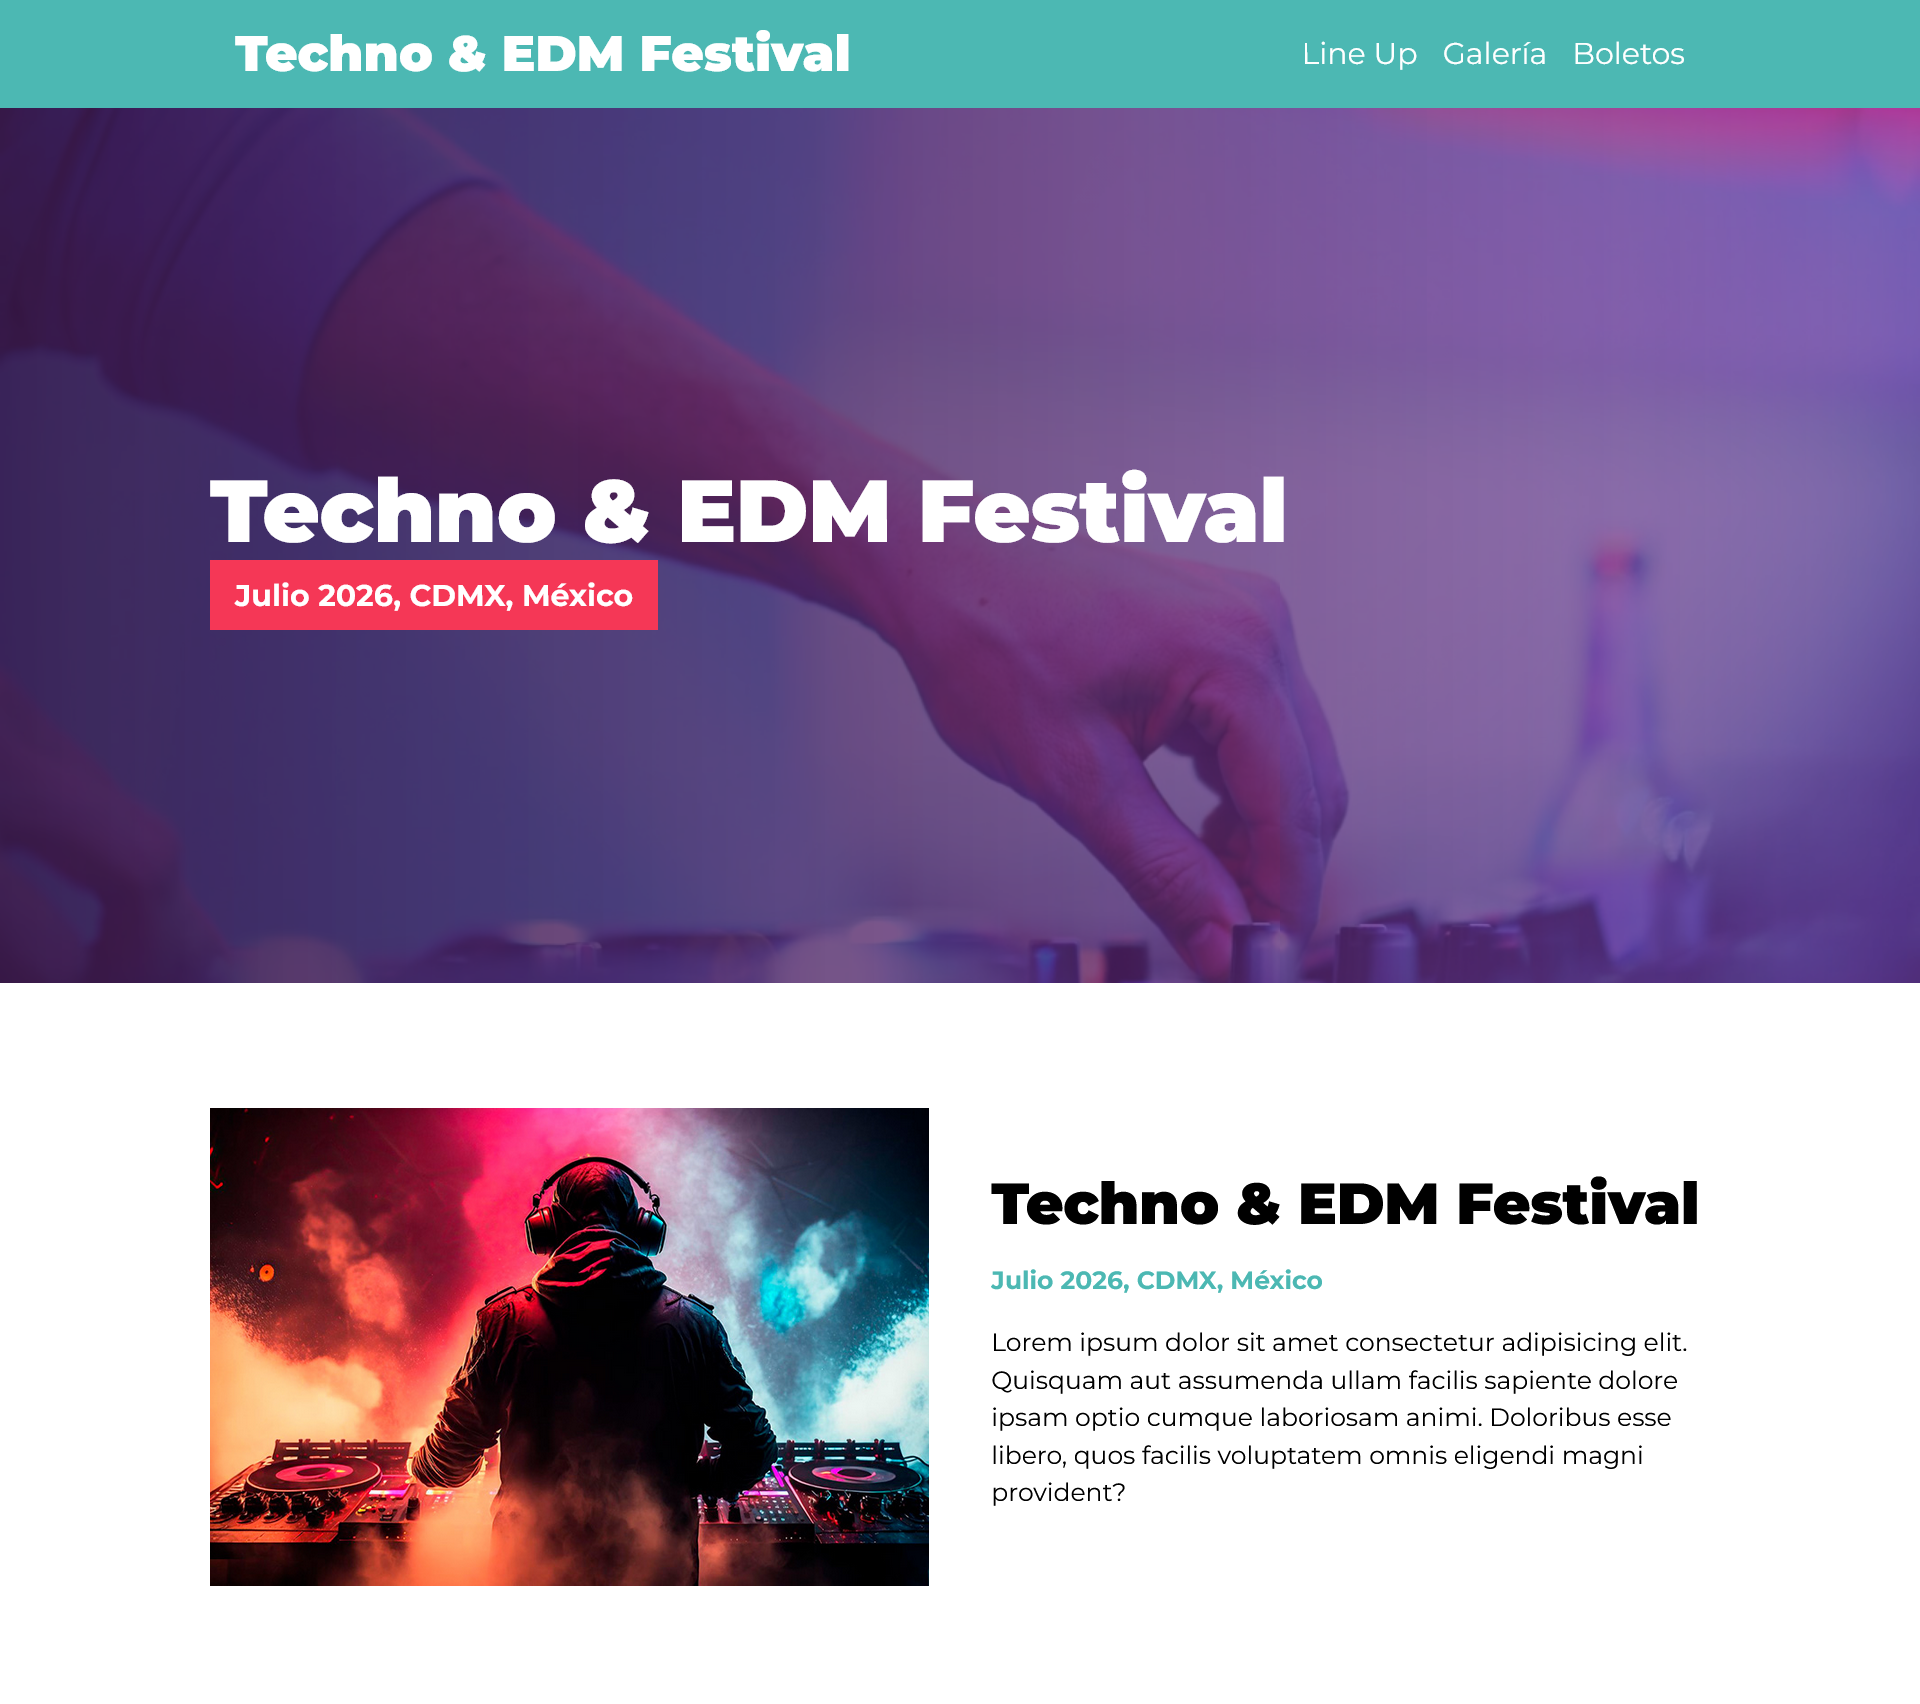 Techno & EDM Festival
Line Up Galería Boletos
Techno & EDM Festival
Julio 2026, CDMX, México
Techno & EDM Festival
Julio 2026, CDMX, México
Lorem ipsum dolor sit amet consectetur adipisicing elit.
Quisquam aut assumenda ullam facilis sapiente dolore
ipsam optio cumque laboriosam animi. Doloribus esse
libero, quos facilis voluptatem omnis eligendi magni
provident?